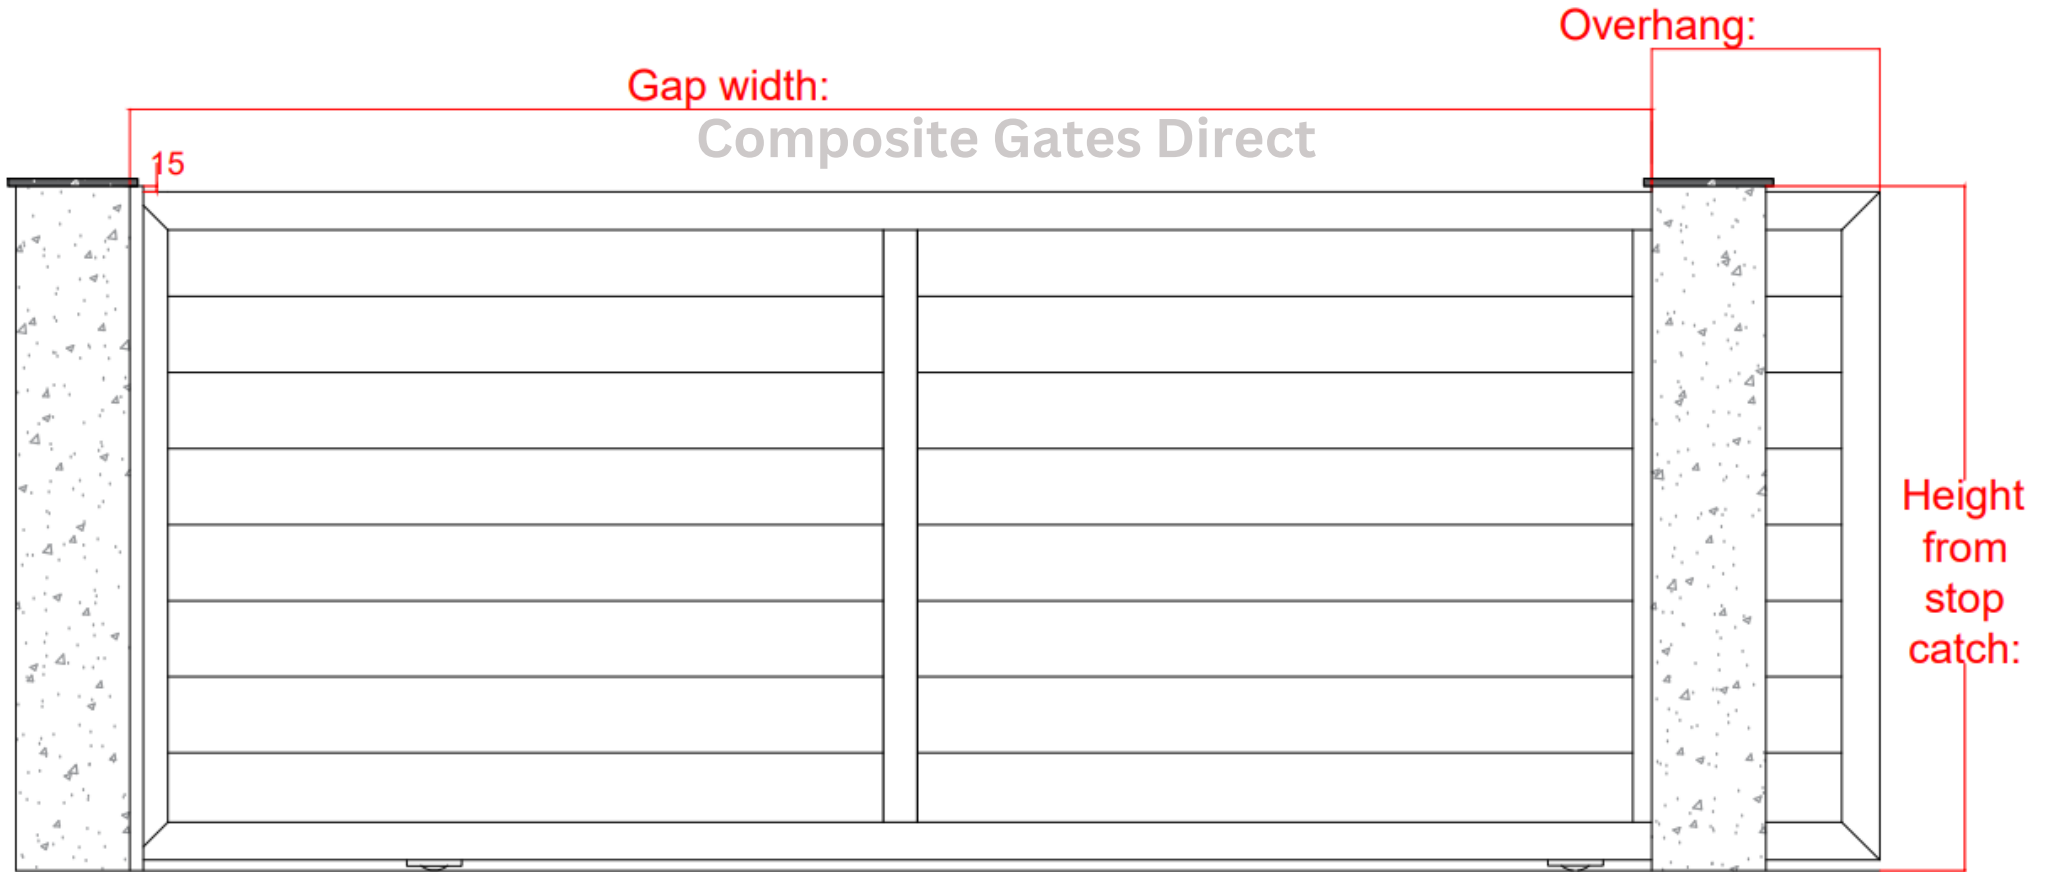 Overhang:
Gap width:
Composite Gates Direct
15
Height
from
stop
catch: